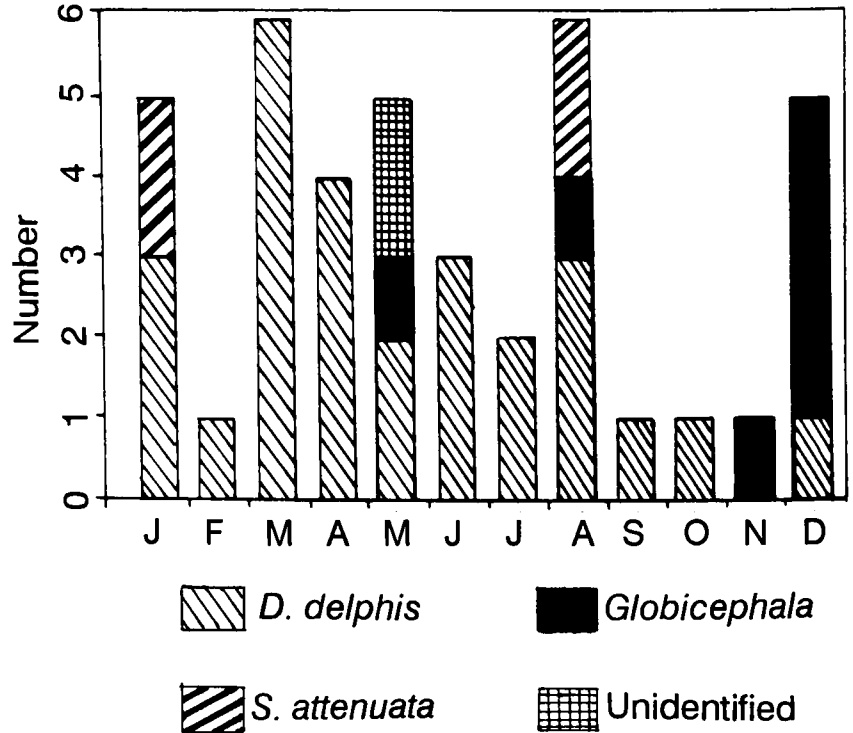 6
5
4
3
2
1
0
Number
J F M A M J J A S O N D
D. delphis Globicephala
S. attenuata Unidentified